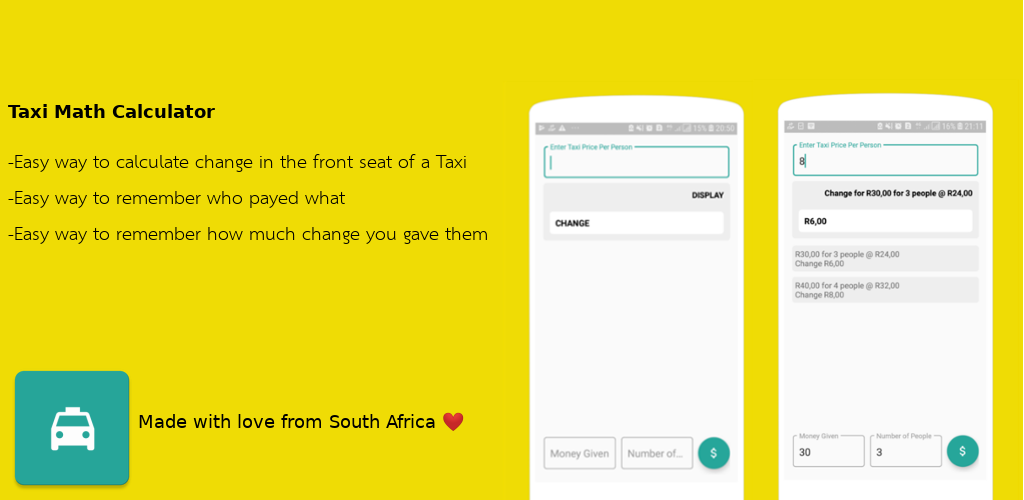 Taxi Math Calculator
-Easy way to calculate change in the front seat of a Taxi
-Easy way to remember who payed what
-Easy way to remember how much change you gave them
Made with love from South Africa ❤️
15% 20:50
Enter Taxi Price Per Person
DISPLAY
CHANGE
Money Given
Number of...
$
16% 21:11
Enter Taxi Price Per Person
8
Change for R30,00 for 3 people @ R24,00
R6,00
R30,00 for 3 people @ R24,00
Change R6,00
R40,00 for 4 people @ R32,00
Change R8,00
Money Given
30
Number of People
3
$